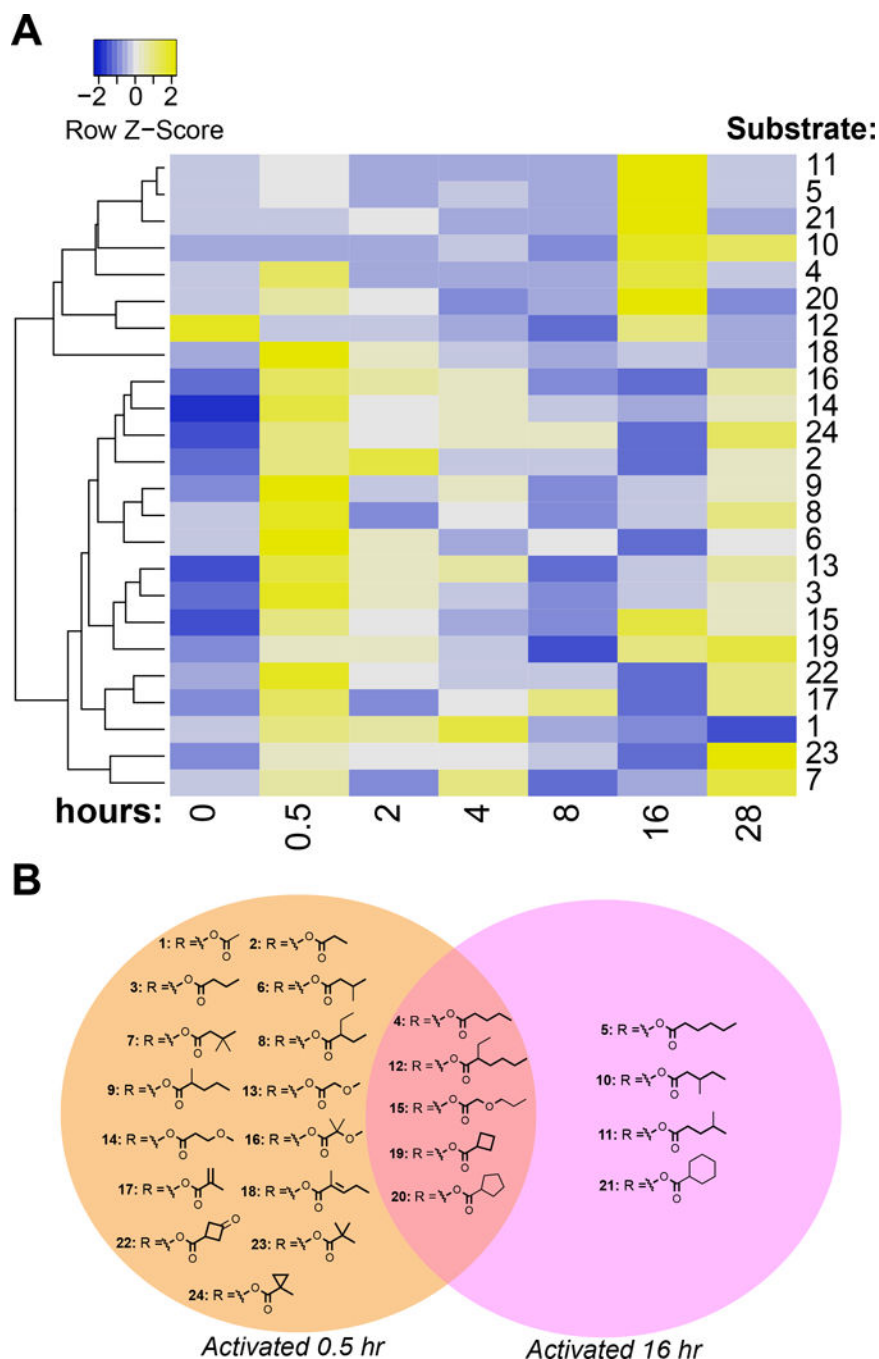 A
−2 0 2
Row Z−Score
Substrate:
11
5
21
10
4
20
12
18
16
14
24
2
9
8
6
13
3
15
19
22
17
1
23
7
hours: 0 0.5 2 4 8 16 28
B
1: R = O O 2: R = O O
3: R = O O 6: R = O O
4: R = O O 5: R = O O
7: R = O O 8: R = O O
12: R = O O 10: R = O O
9: R = O O 13: R = O O O
15: R = O O O 11: R = O O
14: R = O O O 16: R = O O O
19: R = O O 21: R = O O
17: R = O O 18: R = O O
20: R = O O
22: R = O O O 23: R = O O
24: R = O O
Activated 0.5 hr Activated 16 hr